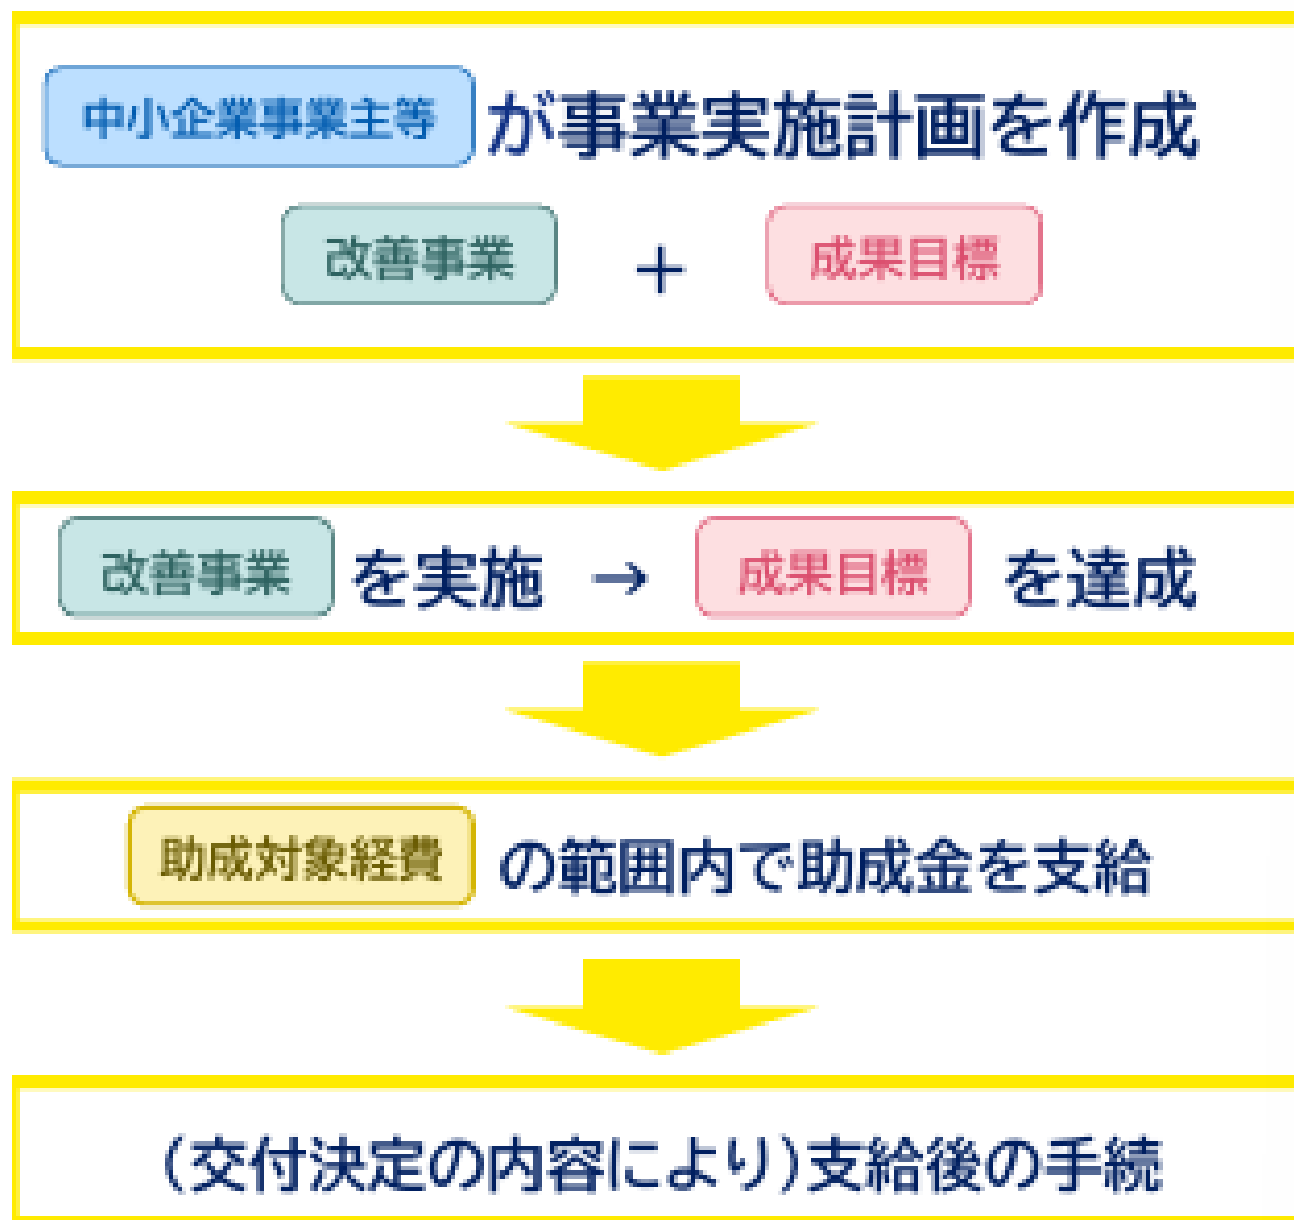 中小企業事業主等 が事業実施計画を作成
改善事業 + 成果目標
改善事業 を実施 → 成果目標 を達成
助成対象経費 の範囲内で助成金を支給
(交付決定の内容により)支給後の手続